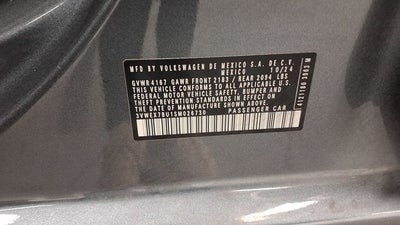 MFD BY VOLKSWAGEN DE MEXICO S.A. DE C.V.
MEXICO 10/24
GVWR 4167 GAWR FRONT 2183 / REAR 2094 LBS
THIS VEHICLE CONFORMS TO ALL APPLICABLE U.S.
FEDERAL MOTOR VEHICLE SAFETY, BUMPER AND
THEFT PREVENTION STANDARDS IN EFFECT ON THE
DATE OF MANUFACTURE SHOWN ABOVE
3VWEX7BU1SM026730 PASSENGER CAR